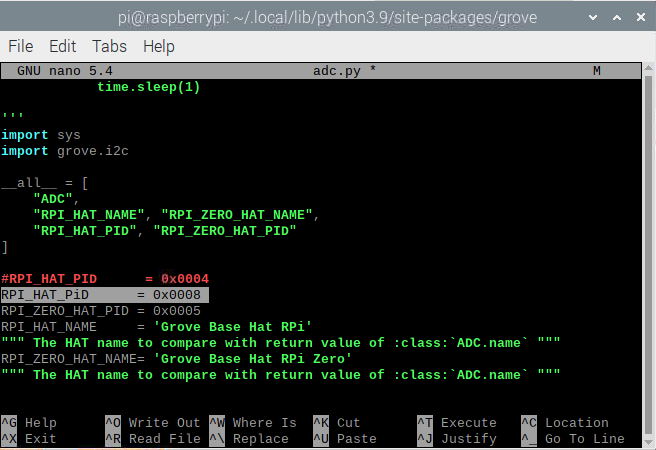 pi@raspberrypi: ~/.local/lib/python3.9/site-packages/grove
File Edit Tabs Help
GNU nano 5.4 adc.py * M
time.sleep(1)
'''
import sys
import grove.i2c
__all__ = [
"ADC",
"RPI_HAT_NAME", "RPI_ZERO_HAT_NAME",
"RPI_HAT_PID", "RPI_ZERO_HAT_PID"
]
#RPI_HAT_PID = 0x0004
RPI_HAT_PiD = 0x0008
RPI_ZERO_HAT_PID = 0x0005
RPI_HAT_NAME = 'Grove Base Hat RPi'
""" The HAT name to compare with return value of :class:`ADC.name` """
RPI_ZERO_HAT_NAME= 'Grove Base Hat RPi Zero'
""" The HAT name to compare with return value of :class:`ADC.name` """
^G Help ^O Write Out ^W Where Is ^K Cut ^T Execute ^C Location
^X Exit ^R Read File ^\ Replace ^U Paste ^J Justify ^_ Go To Line